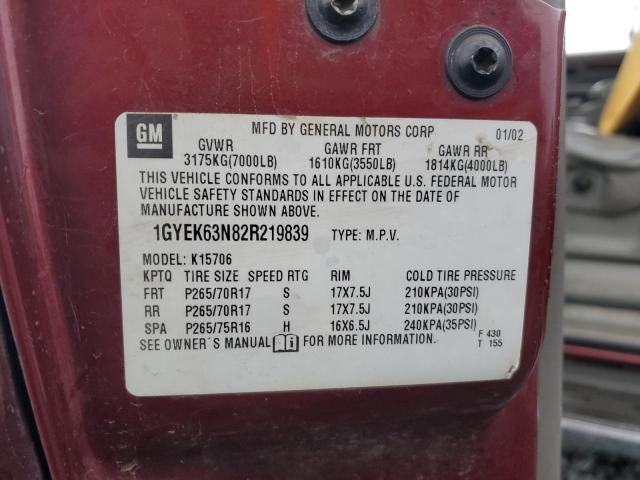 GM
MFD BY GENERAL MOTORS CORP 01/02
GVWR GAWR FRT GAWR RR
3175KG(7000LB) 1610KG(3550LB) 1814KG(4000LB)
THIS VEHICLE CONFORMS TO ALL APPLICABLE U.S. FEDERAL MOTOR
VEHICLE SAFETY STANDARDS IN EFFECT ON THE DATE OF
MANUFACTURE SHOWN ABOVE.
1GYEK63N82R219839 TYPE: M.P.V.
MODEL: K15706
KPTQ TIRE SIZE SPEED RTG RIM COLD TIRE PRESSURE
FRT P265/70R17 S 17X7.5J 210KPA(30PSI)
RR P265/70R17 S 17X7.5J 210KPA(30PSI)
SPA P265/75R16 H 16X6.5J 240KPA(35PSI)
SEE OWNER'S MANUAL FOR MORE INFORMATION.
F 430
T 155